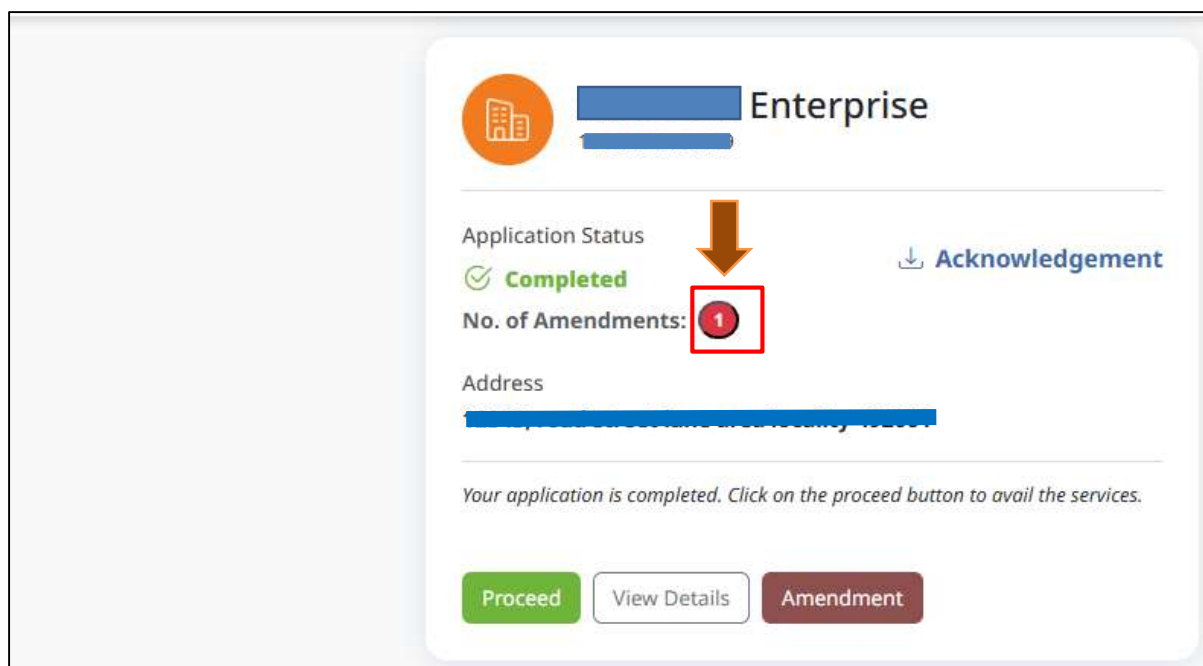 Enterprise
Application Status
Acknowledgement
Completed
No. of Amendments: 1
Address
Your application is completed. Click on the proceed button to avail the services.
Proceed
View Details
Amendment